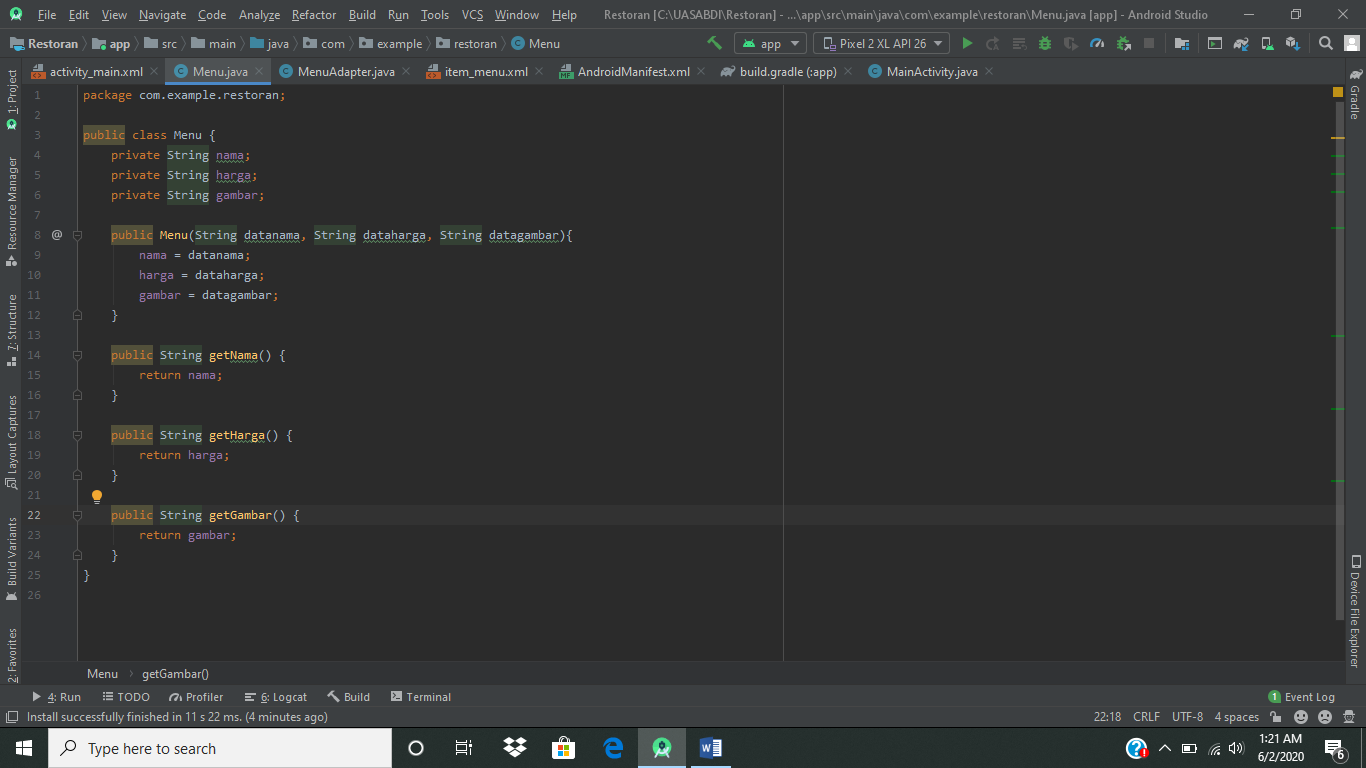 File Edit View Navigate Code Analyze Refactor Build Run Tools VCS Window Help Restoran [C:\UASABDI\Restoran] - ...\app\src\main\java\com\example\restoran\Menu.java [app] - Android Studio
Restoran app src main java com example restoran Menu app Pixel 2 XL API 26
activity_main.xml Menu.java MenuAdapter.java item_menu.xml AndroidManifest.xml build.gradle (:app) MainActivity.java
1: Project
Resource Manager
7: Structure
Layout Captures
Build Variants
2: Favorites
1 package com.example.restoran;
2
3 public class Menu {
4 private String nama;
5 private String harga;
6 private String gambar;
7
8 @ public Menu(String datanama, String dataharga, String datagambar){
9 nama = datanama;
10 harga = dataharga;
11 gambar = datagambar;
12 }
13
14 public String getNama() {
15 return nama;
16 }
17
18 public String getHarga() {
19 return harga;
20 }
21
22 public String getGambar() {
23 return gambar;
24 }
25 }
26
Gradle
Device File Explorer
Menu getGambar()
4: Run TODO Profiler 6: Logcat Build Terminal 1 Event Log
Install successfully finished in 11 s 22 ms. (4 minutes ago) 22:18 CRLF UTF-8 4 spaces
Type here to search
1:21 AM
6/2/2020
6